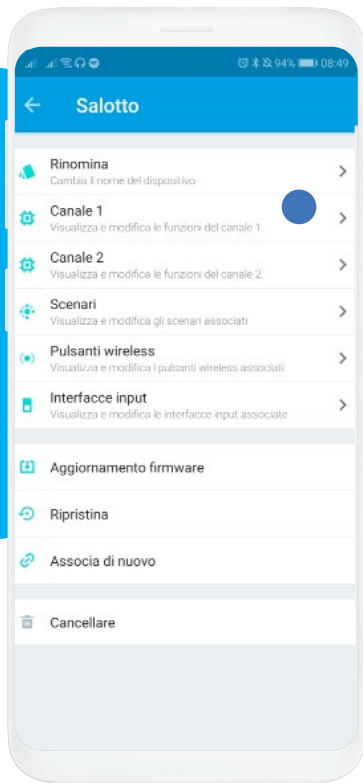 94% 08:49
Salotto
Rinomina
Cambia il nome del dispositivo
Canale 1
Visualizza e modifica le funzioni del canale 1
Canale 2
Visualizza e modifica le funzioni del canale 2
Scenari
Visualizza e modifica gli scenari associati
Pulsanti wireless
Visualizza e modifica i pulsanti wireless associati
Interfacce input
Visualizza e modifica le interfacce input associate
Aggiornamento firmware
Ripristina
Associa di nuovo
Cancellare